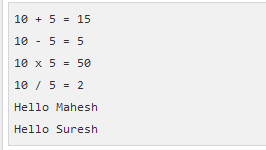 10 + 5 = 15
10 - 5 = 5
10 x 5 = 50
10 / 5 = 2
Hello Mahesh
Hello Suresh